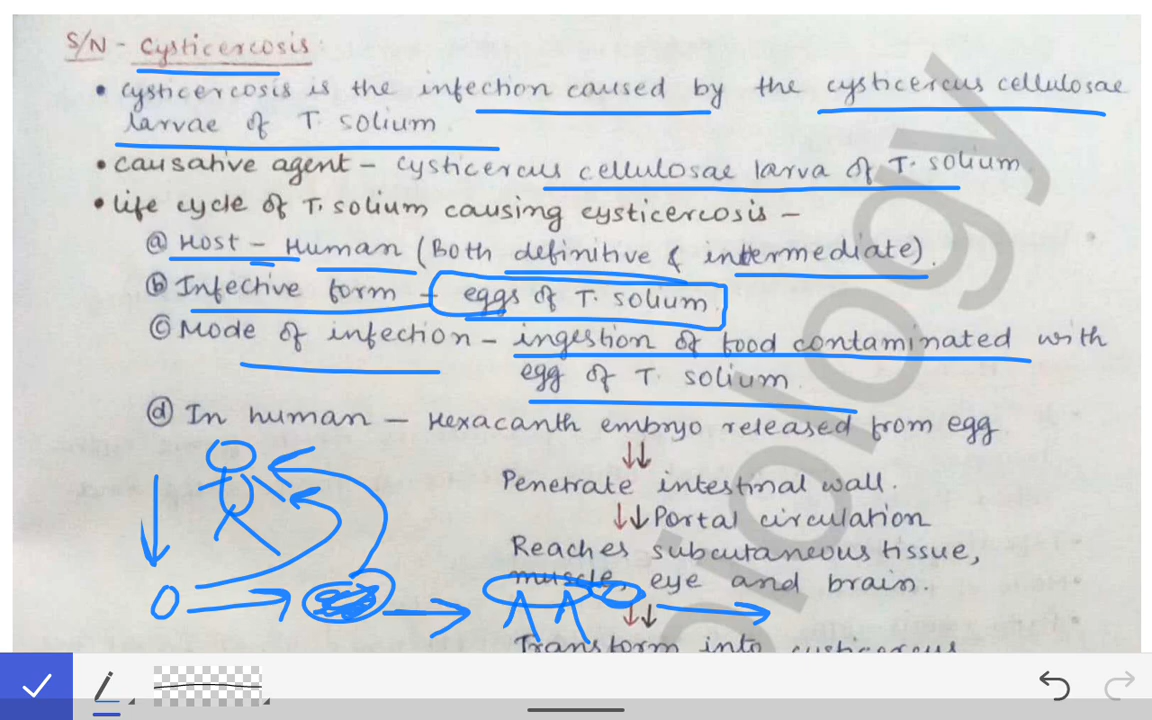 S/N - Cysticercosis:
• cysticercosis is the infection caused by the cysticercus cellulosae
larvae of T. solium.
• causative agent - cysticercus cellulosae larva of T. solium.
• life cycle of T. solium causing cysticercosis -
ⓐ Host - Human (Both definitive & intermediate).
ⓑ Infective form - eggs of T. solium.
ⓒ Mode of infection - ingestion of food contaminated with
egg of T. solium.
ⓓ In human - Hexacanth embryo released from egg
↓↓
Penetrate intestinal wall.
↓↓ Portal circulation
Reaches subcutaneous tissue,
muscle, eye and brain.
↓↓
Transform into cysticercus